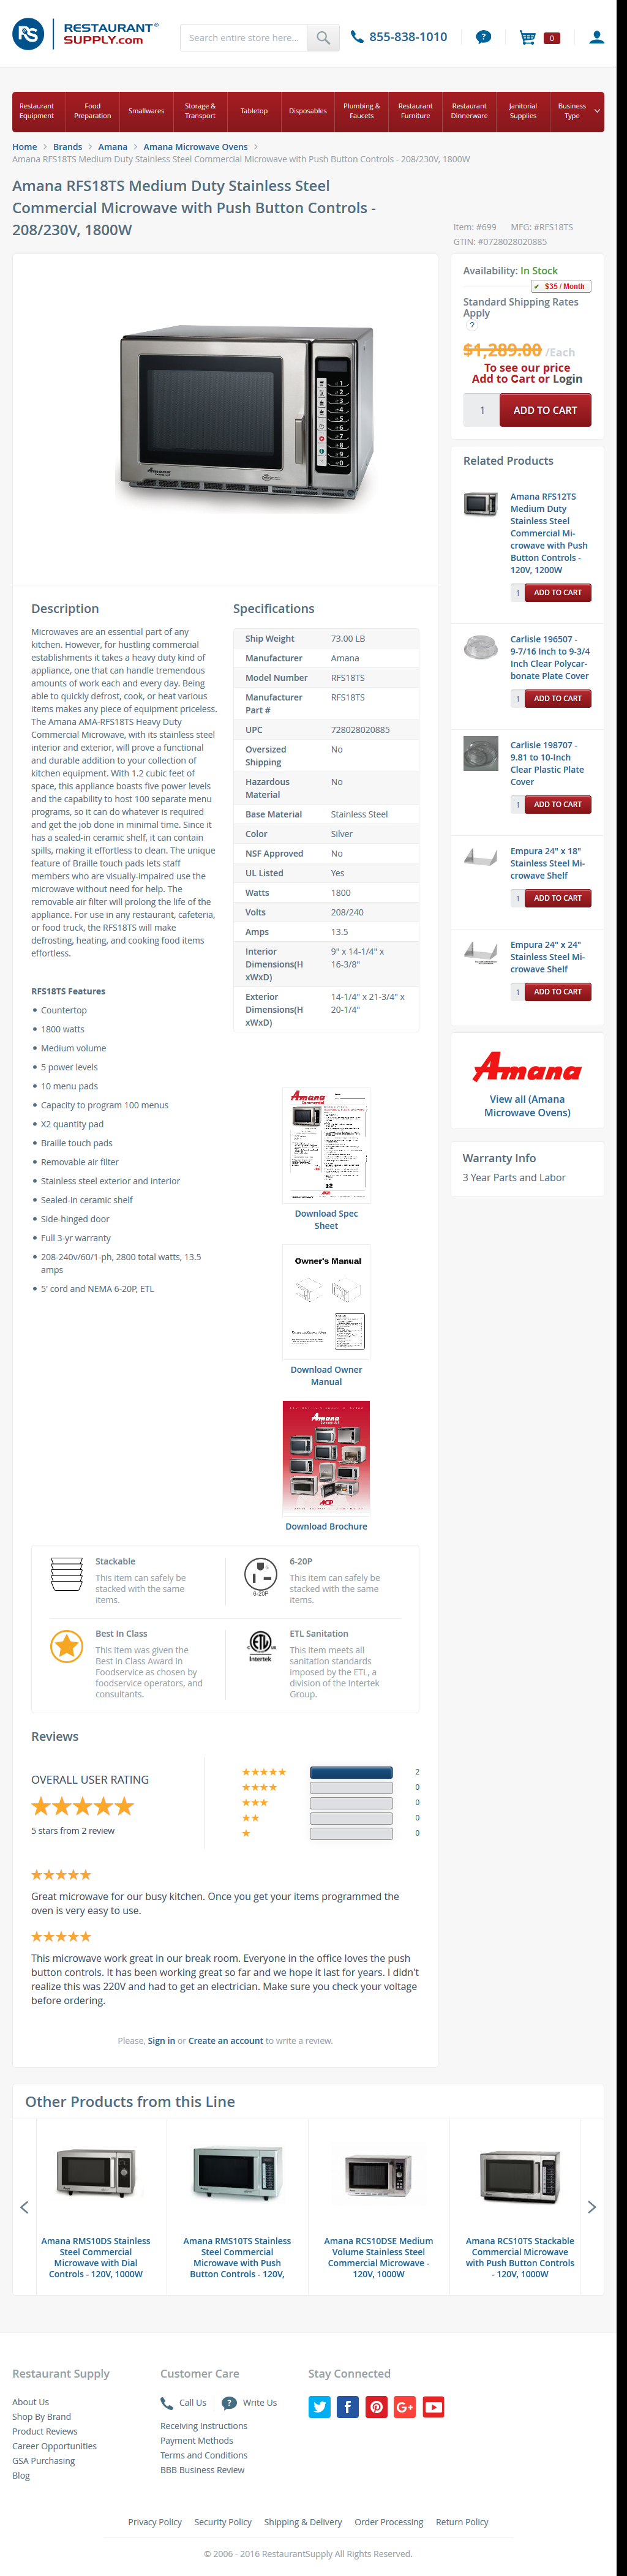 RESTAURANT®
SUPPLY.com
Search entire store here...
855-838-1010
?
0
Restaurant Equipment
Food Preparation
Smallwares
Storage & Transport
Tabletop
Disposables
Plumbing & Faucets
Restaurant Furniture
Restaurant Dinnerware
Janitorial Supplies
Business Type
Home > Brands > Amana > Amana Microwave Ovens >
Amana RFS18TS Medium Duty Stainless Steel Commercial Microwave with Push Button Controls - 208/230V, 1800W
Amana RFS18TS Medium Duty Stainless Steel
Commercial Microwave with Push Button Controls -
208/230V, 1800W
Item: #699 MFG: #RFS18TS
GTIN: #0728028020885
Availability: In Stock
✔ $35 / Month
Standard Shipping Rates
Apply
?
$1,289.00 /Each
To see our price
Add to Cart or Login
1 ADD TO CART
Related Products
Amana RFS12TS
Medium Duty
Stainless Steel
Commercial Mi-
crowave with Push
Button Controls -
120V, 1200W
1 ADD TO CART
Carlisle 196507 -
9-7/16 Inch to 9-3/4
Inch Clear Polycar-
bonate Plate Cover
1 ADD TO CART
Carlisle 198707 -
9.81 to 10-Inch
Clear Plastic Plate
Cover
1 ADD TO CART
Empura 24" x 18"
Stainless Steel Mi-
crowave Shelf
1 ADD TO CART
Empura 24" x 24"
Stainless Steel Mi-
crowave Shelf
1 ADD TO CART
Amana
View all (Amana
Microwave Ovens)
Warranty Info
3 Year Parts and Labor
Description
Microwaves are an essential part of any
kitchen. However, for hustling commercial
establishments it takes a heavy duty kind of
appliance, one that can handle tremendous
amounts of work each and every day. Being
able to quickly defrost, cook, or heat various
items makes any piece of equipment priceless.
The Amana AMA-RFS18TS Heavy Duty
Commercial Microwave, with its stainless steel
interior and exterior, will prove a functional
and durable addition to your collection of
kitchen equipment. With 1.2 cubic feet of
space, this appliance boasts five power levels
and the capability to host 100 separate menu
programs, so it can do whatever is required
and get the job done in minimal time. Since it
has a sealed-in ceramic shelf, it can contain
spills, making it effortless to clean. The unique
feature of Braille touch pads lets staff
members who are visually-impaired use the
microwave without need for help. The
removable air filter will prolong the life of the
appliance. For use in any restaurant, cafeteria,
or food truck, the RFS18TS will make
defrosting, heating, and cooking food items
effortless.
RFS18TS Features
Countertop
1800 watts
Medium volume
5 power levels
10 menu pads
Capacity to program 100 menus
X2 quantity pad
Braille touch pads
Removable air filter
Stainless steel exterior and interior
Sealed-in ceramic shelf
Side-hinged door
Full 3-yr warranty
208-240v/60/1-ph, 2800 total watts, 13.5
amps
5' cord and NEMA 6-20P, ETL
Specifications
Ship Weight 73.00 LB
Manufacturer Amana
Model Number RFS18TS
Manufacturer Part # RFS18TS
UPC 728028020885
Oversized Shipping No
Hazardous Material No
Base Material Stainless Steel
Color Silver
NSF Approved No
UL Listed Yes
Watts 1800
Volts 208/240
Amps 13.5
Interior Dimensions(HxWxD) 9" x 14-1/4" x 16-3/8"
Exterior Dimensions(HxWxD) 14-1/4" x 21-3/4" x 20-1/4"
Amana
Commercial
Download Spec
Sheet
Owner's Manual
Download Owner
Manual
Amana
ACP
Download Brochure
Stackable
This item can safely be
stacked with the same
items.
6-20P
6-20P
This item can safely be
stacked with the same
items.
Best In Class
This item was given the
Best in Class Award in
Foodservice as chosen by
foodservice operators, and
consultants.
ETL
Intertek
ETL Sanitation
This item meets all
sanitation standards
imposed by the ETL, a
division of the Intertek
Group.
Reviews
OVERALL USER RATING
5 stars from 2 review
2
0
0
0
0
Great microwave for our busy kitchen. Once you get your items programmed the
oven is very easy to use.
This microwave work great in our break room. Everyone in the office loves the push
button controls. It has been working great so far and we hope it last for years. I didn't
realize this was 220V and had to get an electrician. Make sure you check your voltage
before ordering.
Please, Sign in or Create an account to write a review.
Other Products from this Line
Amana RMS10DS Stainless
Steel Commercial
Microwave with Dial
Controls - 120V, 1000W
Amana RMS10TS Stainless
Steel Commercial
Microwave with Push
Button Controls - 120V,
Amana RCS10DSE Medium
Volume Stainless Steel
Commercial Microwave -
120V, 1000W
Amana RCS10TS Stackable
Commercial Microwave
with Push Button Controls
- 120V, 1000W
Restaurant Supply
About Us
Shop By Brand
Product Reviews
Career Opportunities
GSA Purchasing
Blog
Customer Care
Call Us
? Write Us
Receiving Instructions
Payment Methods
Terms and Conditions
BBB Business Review
Stay Connected
Privacy Policy Security Policy Shipping & Delivery Order Processing Return Policy
© 2006 - 2016 RestaurantSupply All Rights Reserved.